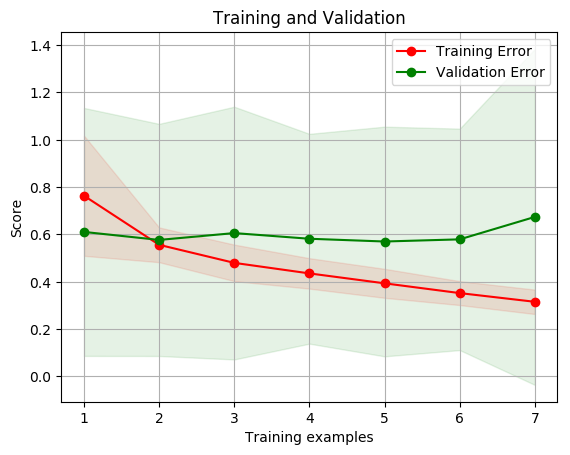 Training and Validation
Training Error
Validation Error
Score
1.4
1.2
1.0
0.8
0.6
0.4
0.2
0.0
1 2 3 4 5 6 7
Training examples